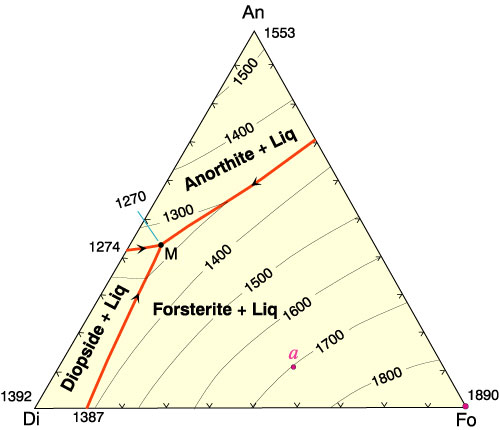 An
1553
1500
1400
Anorthite + Liq
1270
1300
1274
M
1400
1500
Diopside + Liq
Forsterite + Liq
1600
1700
a
1800
1392
1890
Di
1387
Fo